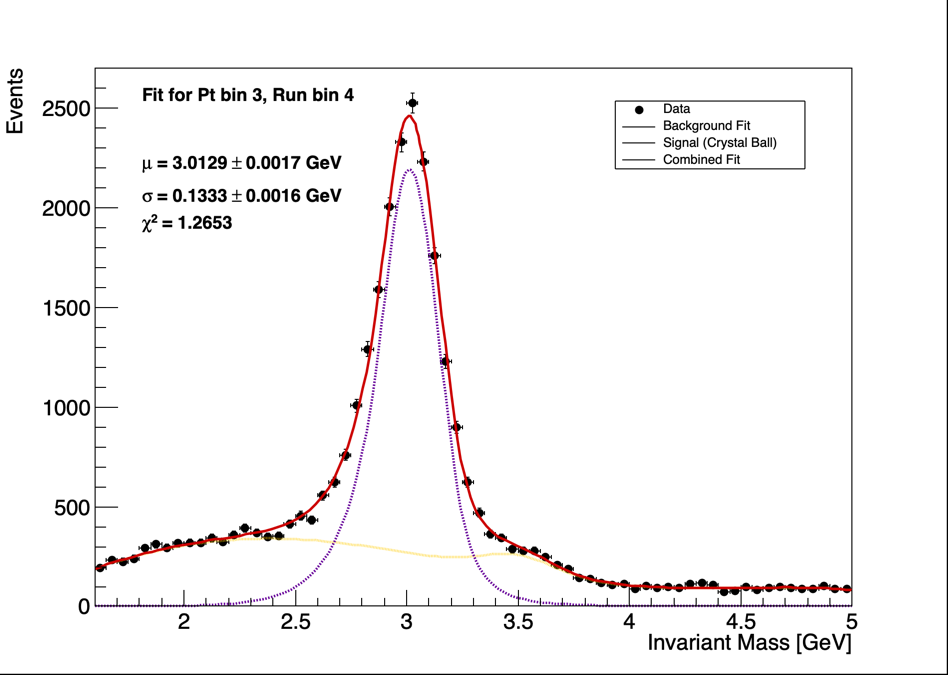 Events
Fit for Pt bin 3, Run bin 4
μ = 3.0129 ± 0.0017 GeV
σ = 0.1333 ± 0.0016 GeV
χ² = 1.2653
Data
Background Fit
Signal (Crystal Ball)
Combined Fit
2500
2000
1500
1000
500
0
2 2.5 3 3.5 4 4.5 5
Invariant Mass [GeV]